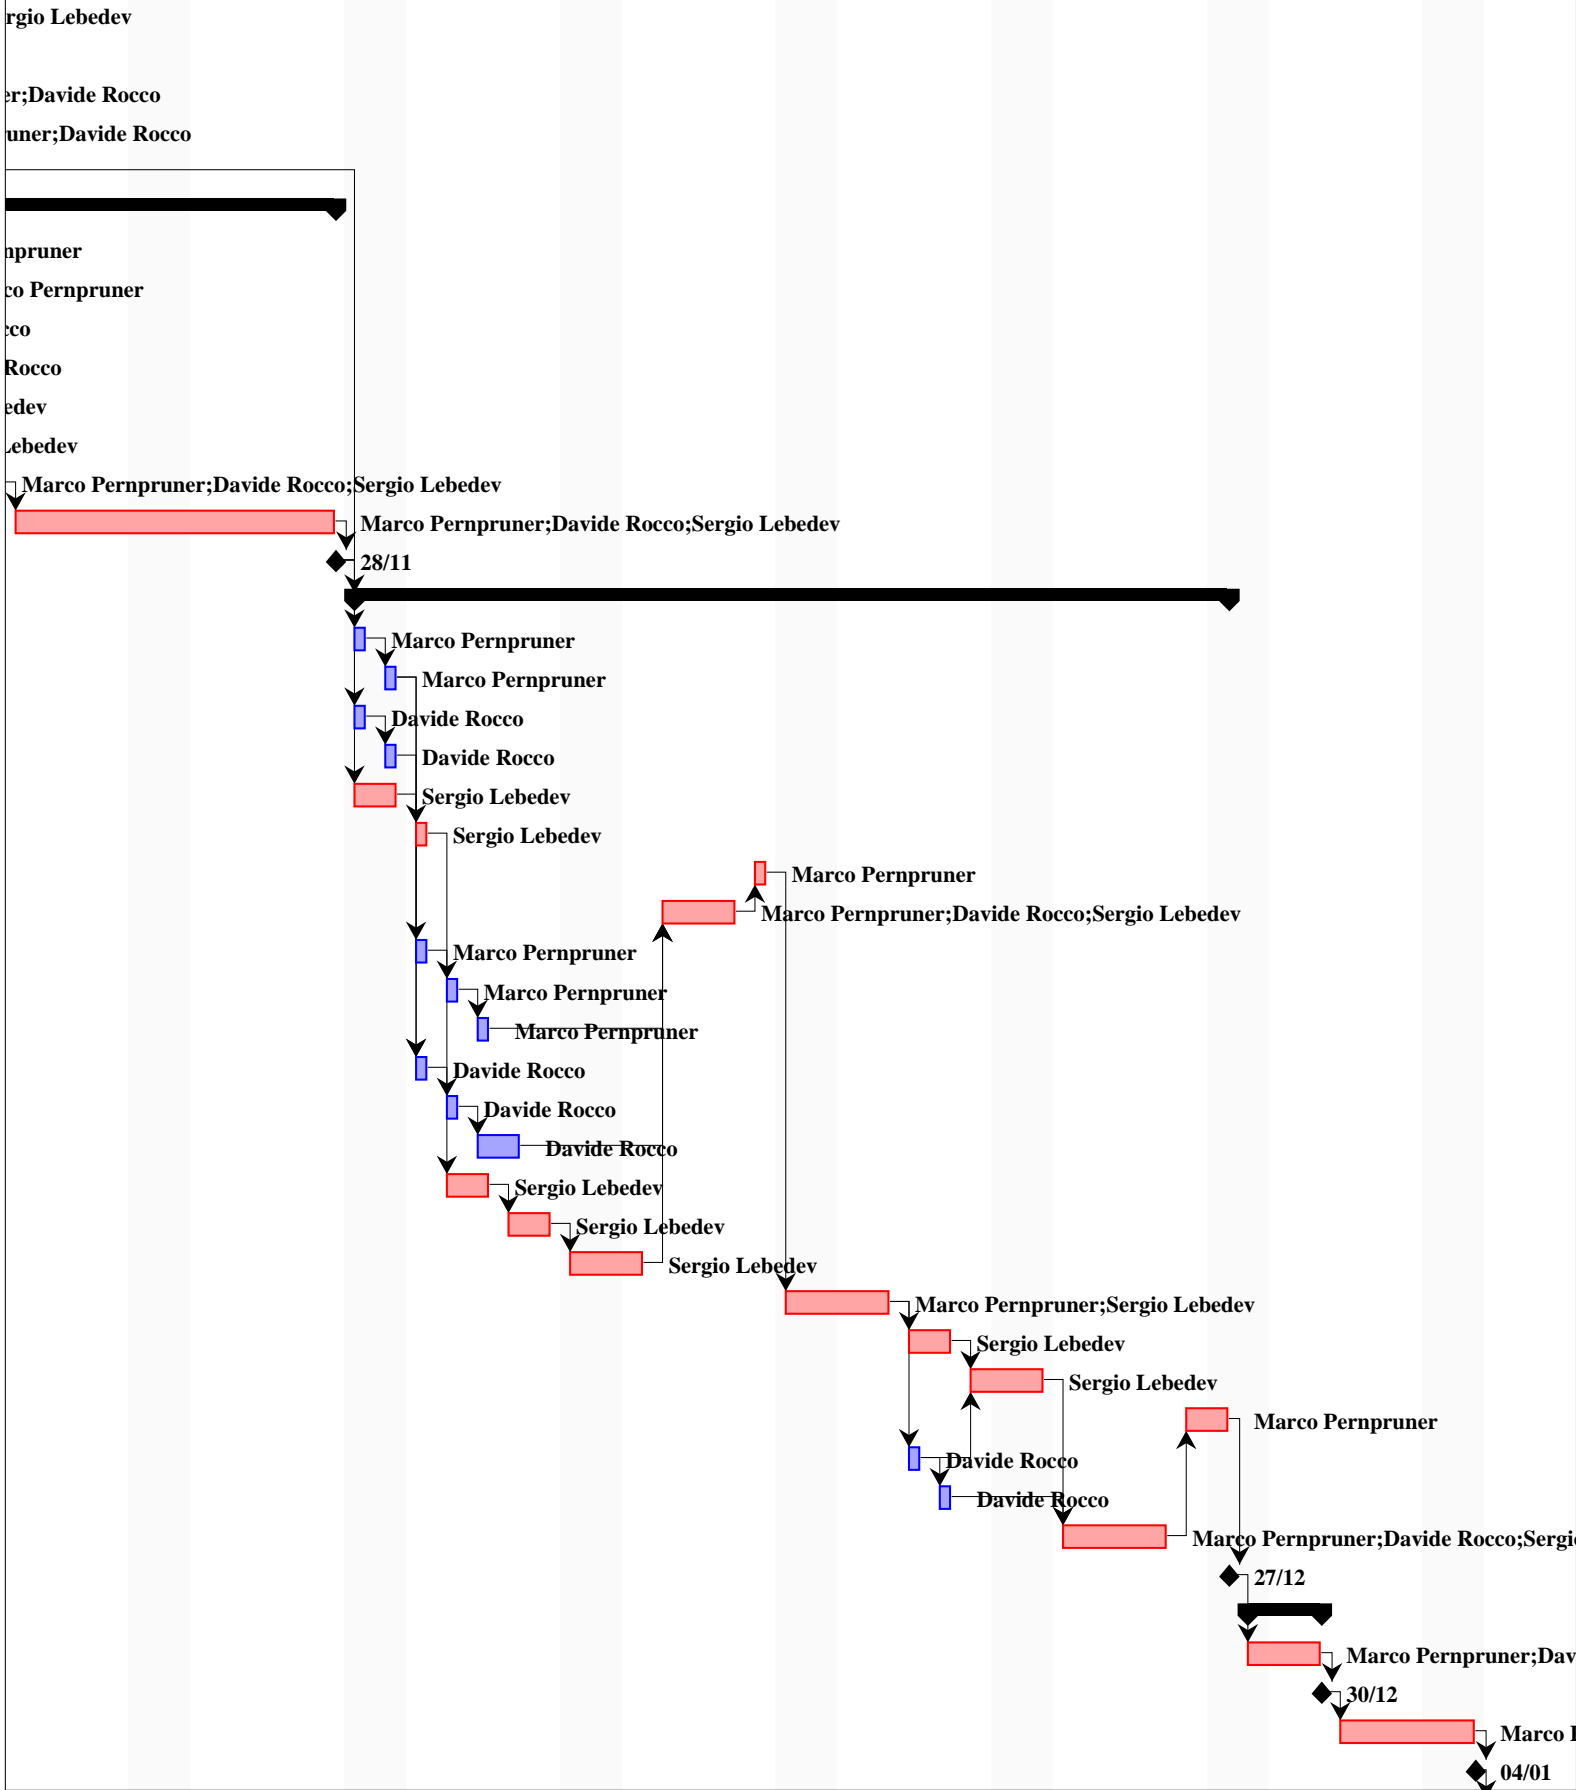 rgio Lebedev
er;Davide Rocco
uner;Davide Rocco
npruner
co Pernpruner
cco
Rocco
edev
Lebedev
Marco Pernpruner;Davide Rocco;Sergio Lebedev
Marco Pernpruner;Davide Rocco;Sergio Lebedev
28/11
Marco Pernpruner
Marco Pernpruner
Davide Rocco
Davide Rocco
Sergio Lebedev
Sergio Lebedev
Marco Pernpruner
Marco Pernpruner;Davide Rocco;Sergio Lebedev
Marco Pernpruner
Marco Pernpruner
Marco Pernpruner
Davide Rocco
Davide Rocco
Davide Rocco
Sergio Lebedev
Sergio Lebedev
Sergio Lebedev
Marco Pernpruner;Sergio Lebedev
Sergio Lebedev
Sergio Lebedev
Marco Pernpruner
Davide Rocco
Davide Rocco
Marco Pernpruner;Davide Rocco;Sergi
27/12
Marco Pernpruner;Dav
30/12
Marco
04/01